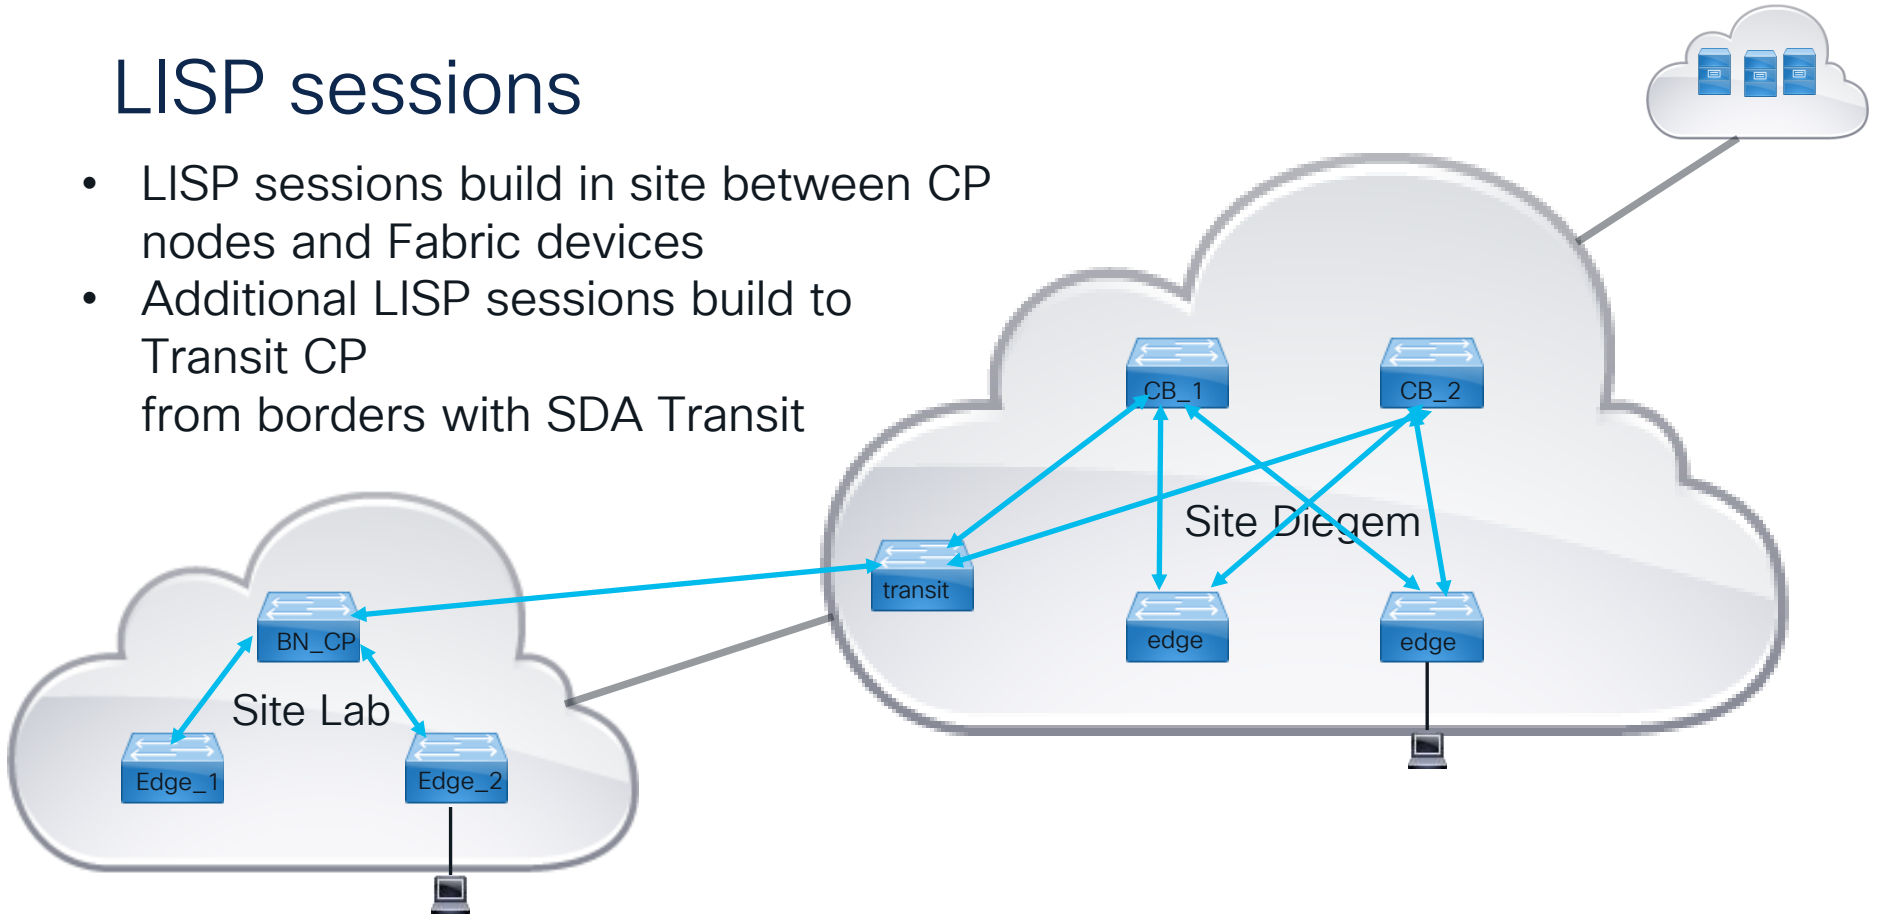 LISP sessions
• LISP sessions build in site between CP
nodes and Fabric devices
• Additional LISP sessions build to
Transit CP
from borders with SDA Transit
CB_1
CB_2
Site Diegem
transit
edge
edge
BN_CP
Site Lab
Edge_1
Edge_2